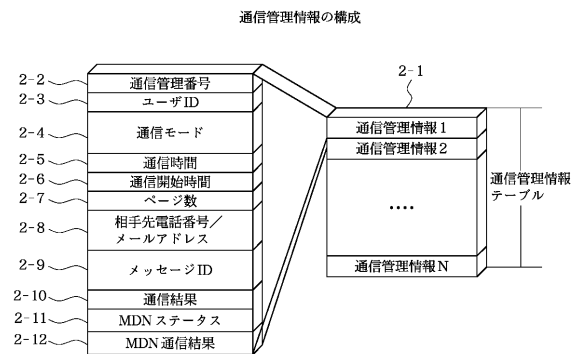 通信管理情報の構成
2-1
2-2
通信管理番号
2-3
ユーザID
2-4
通信モード
2-5
通信時間
2-6
通信開始時間
2-7
ページ数
2-8
相手先電話番号／
メールアドレス
2-9
メッセージID
2-10
通信結果
2-11
MDNステータス
2-12
MDN通信結果
通信管理情報1
通信管理情報2
....
通信管理情報N
通信管理情報
テーブル